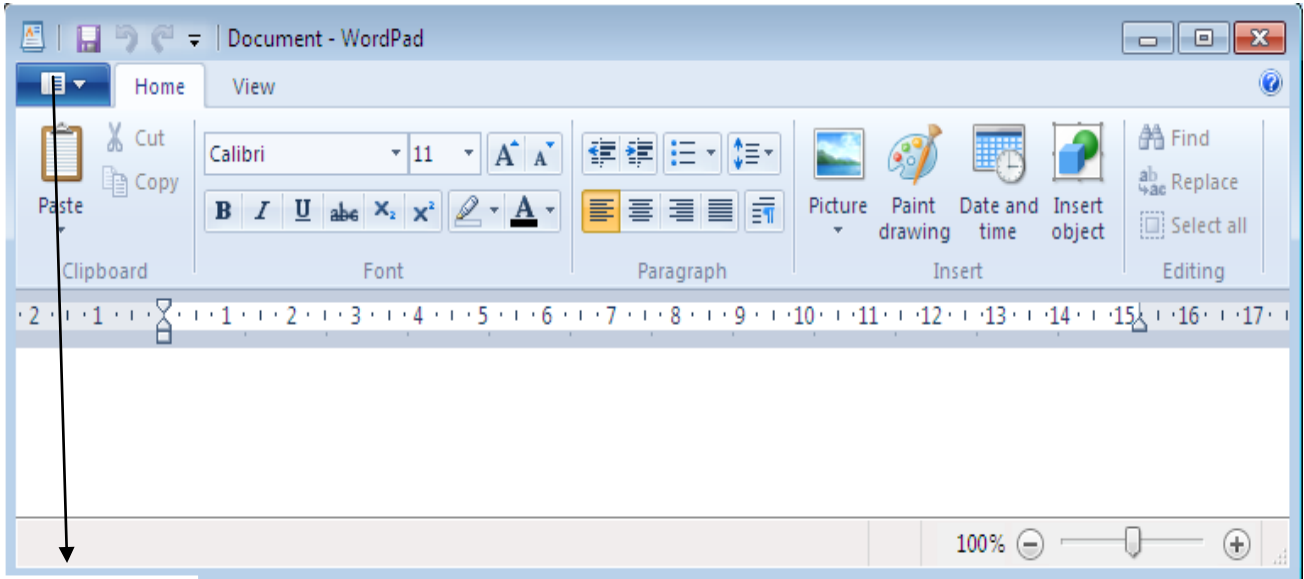 Document - WordPad
Home View
Cut
Copy
Paste
Clipboard
Calibri 11 A A
B I U abc X₂ X² A
Font
Paragraph
Picture
Paint drawing
Date and time
Insert object
Insert
Find
Replace
Select all
Editing
2 1 1 2 3 4 5 6 7 8 9 10 11 12 13 14 15 16 17
100%